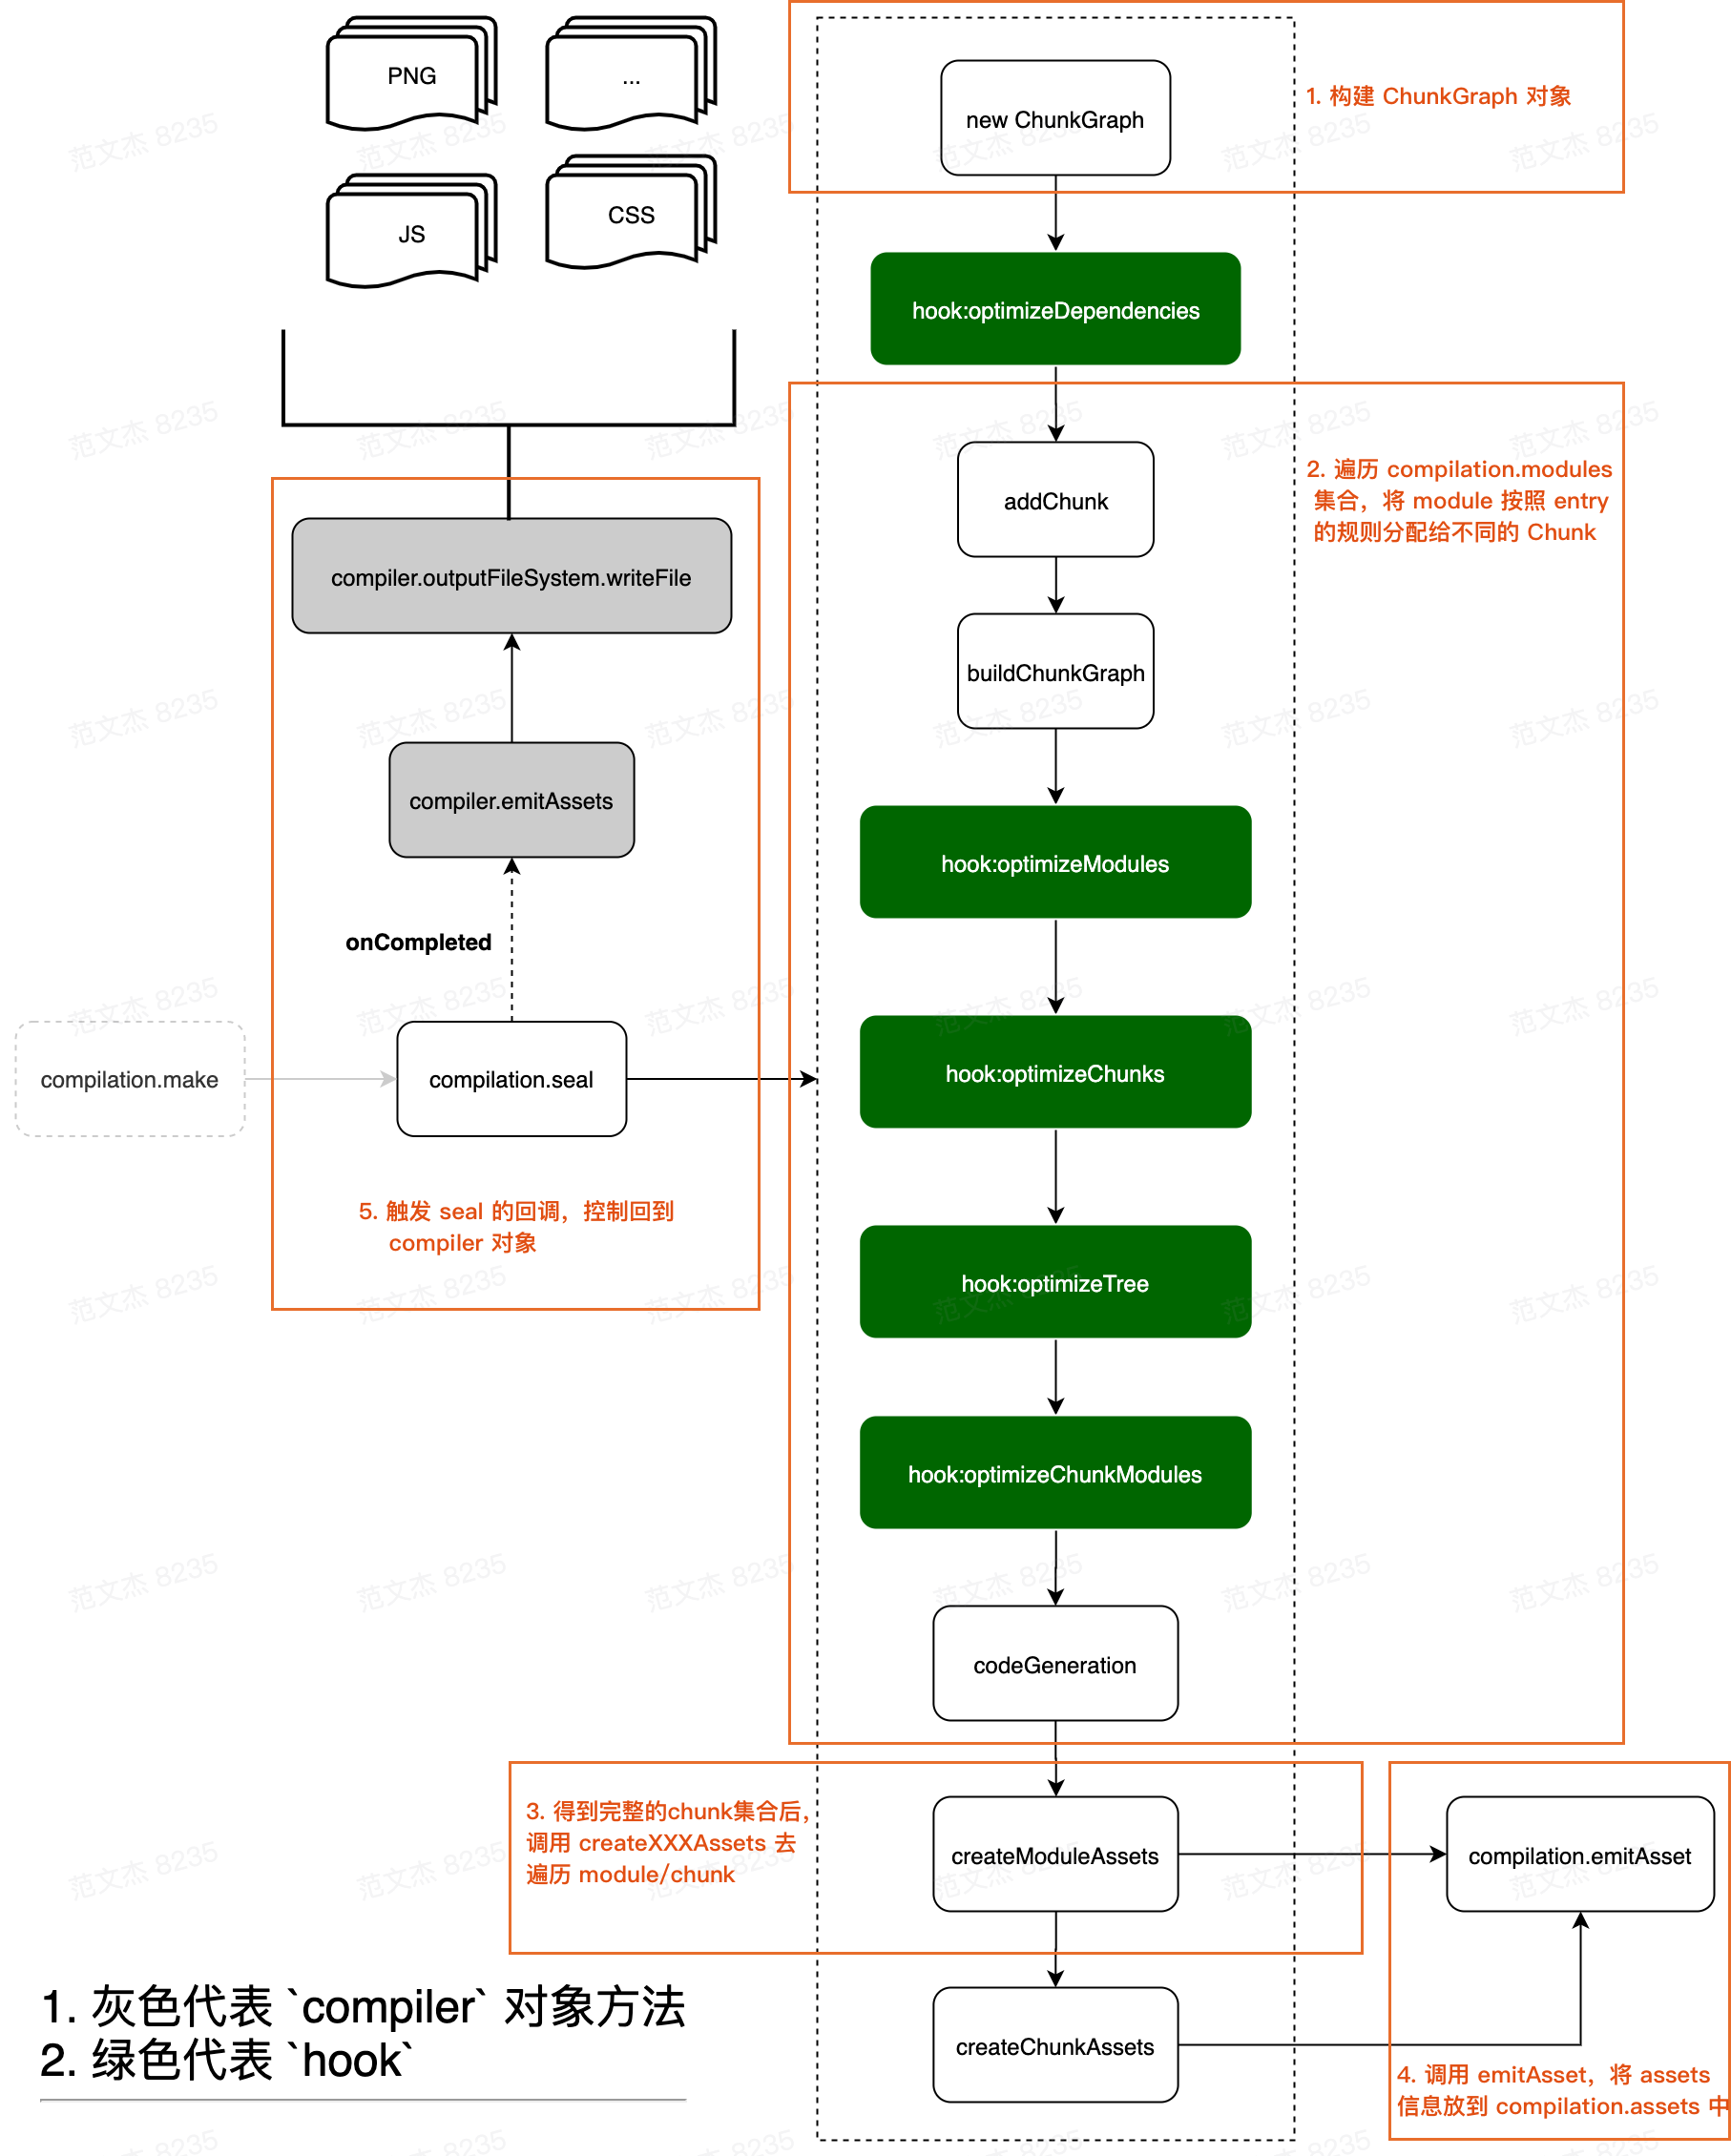 PNG
...
JS
CSS
new ChunkGraph
1. 构建 ChunkGraph 对象
hook:optimizeDependencies
addChunk
2. 遍历 compilation.modules
集合，将 module 按照 entry
的规则分配给不同的 Chunk
buildChunkGraph
hook:optimizeModules
hook:optimizeChunks
hook:optimizeTree
hook:optimizeChunkModules
codeGeneration
compiler.outputFileSystem.writeFile
compiler.emitAssets
onCompleted
compilation.make
compilation.seal
5. 触发 seal 的回调，控制回到
compiler 对象
3. 得到完整的chunk集合后，
调用 createXXXAssets 去
遍历 module/chunk
createModuleAssets
compilation.emitAsset
createChunkAssets
4. 调用 emitAsset，将 assets
信息放到 compilation.assets 中
1. 灰色代表 `compiler` 对象方法
2. 绿色代表 `hook`
范文杰 8235